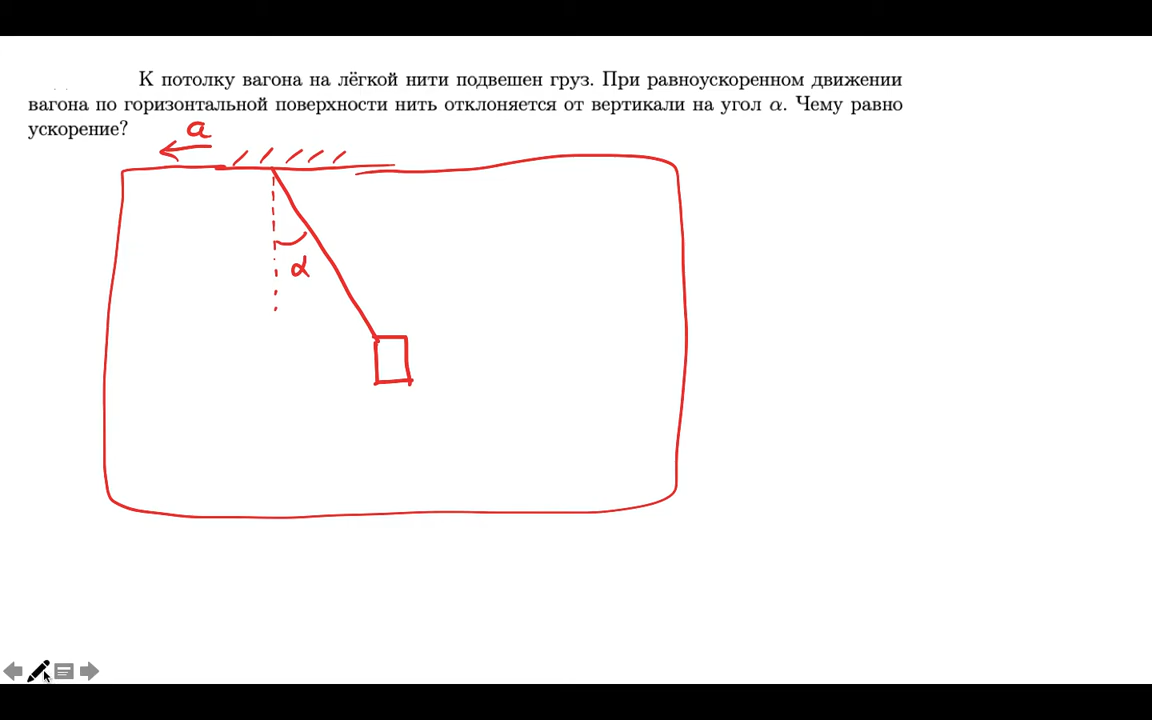 К потолку вагона на лёгкой нити подвешен груз. При равноускоренном движении
вагона по горизонтальной поверхности нить отклоняется от вертикали на угол α. Чему равно
ускорение?
a
α